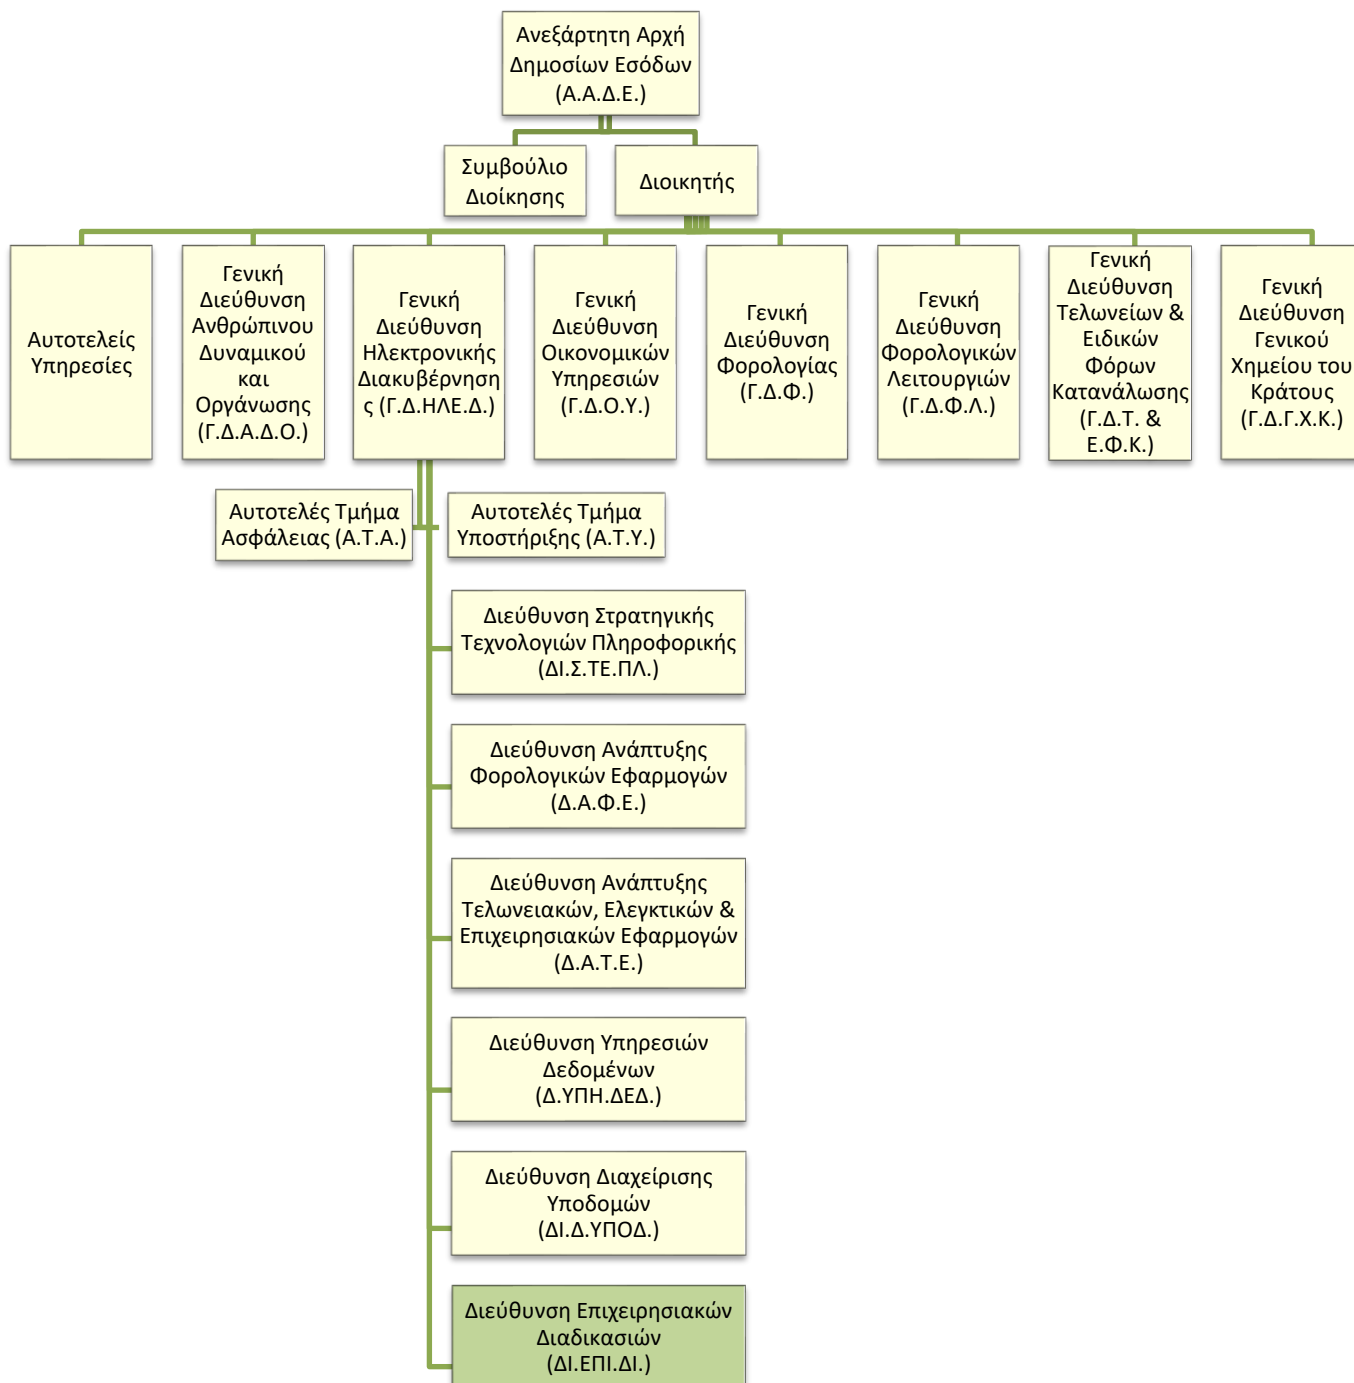 Ανεξάρτητη Αρχή
Δημοσίων Εσόδων
(Α.Α.Δ.Ε.)
Συμβούλιο
Διοίκησης
Διοικητής
Αυτοτελείς
Υπηρεσίες
Γενική
Διεύθυνση
Ανθρώπινου
Δυναμικού
και
Οργάνωσης
(Γ.Δ.Α.Δ.Ο.)
Γενική
Διεύθυνση
Ηλεκτρονικής
Διακυβέρνηση
ς (Γ.Δ.ΗΛΕ.Δ.)
Γενική
Διεύθυνση
Οικονομικών
Υπηρεσιών
(Γ.Δ.Ο.Υ.)
Γενική
Διεύθυνση
Φορολογίας
(Γ.Δ.Φ.)
Γενική
Διεύθυνση
Φορολογικών
Λειτουργιών
(Γ.Δ.Φ.Λ.)
Γενική
Διεύθυνση
Τελωνείων &
Ειδικών
Φόρων
Κατανάλωσης
(Γ.Δ.Τ. &
Ε.Φ.Κ.)
Γενική
Διεύθυνση
Γενικού
Χημείου του
Κράτους
(Γ.Δ.Γ.Χ.Κ.)
Αυτοτελές Τμήμα
Ασφάλειας (Α.Τ.Α.)
Αυτοτελές Τμήμα
Υποστήριξης (Α.Τ.Υ.)
Διεύθυνση Στρατηγικής
Τεχνολογιών Πληροφορικής
(ΔΙ.Σ.ΤΕ.ΠΛ.)
Διεύθυνση Ανάπτυξης
Φορολογικών Εφαρμογών
(Δ.Α.Φ.Ε.)
Διεύθυνση Ανάπτυξης
Τελωνειακών, Ελεγκτικών &
Επιχειρησιακών Εφαρμογών
(Δ.Α.Τ.Ε.)
Διεύθυνση Υπηρεσιών
Δεδομένων
(Δ.ΥΠΗ.ΔΕΔ.)
Διεύθυνση Διαχείρισης
Υποδομών
(ΔΙ.Δ.ΥΠΟΔ.)
Διεύθυνση Επιχειρησιακών
Διαδικασιών
(ΔΙ.ΕΠΙ.ΔΙ.)